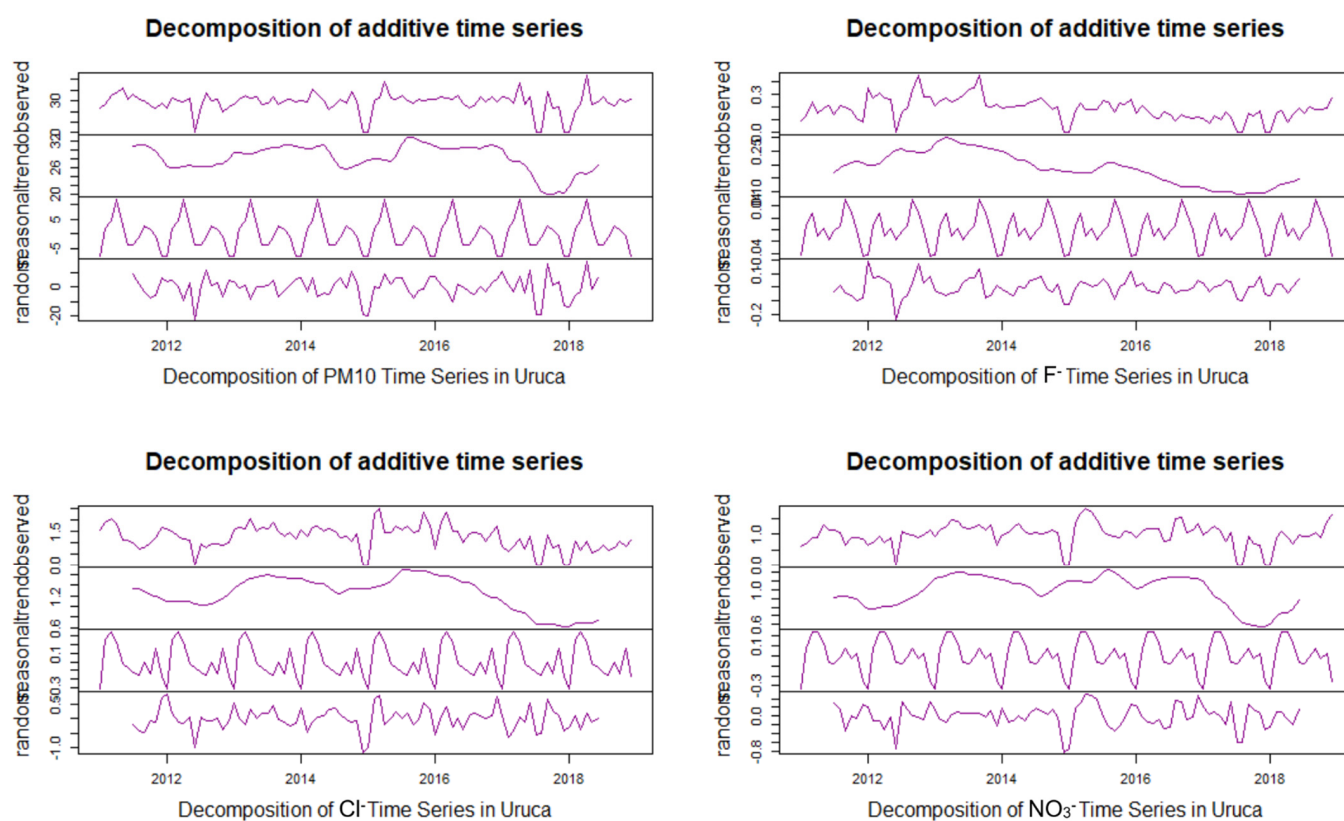 Decomposition of additive time series
observed
trend
seasonal
random
30
32
26
20
5
-5
0
-20
2012
2014
2016
2018
Decomposition of PM10 Time Series in Uruca
Decomposition of additive time series
observed
trend
seasonal
random
0.3
0.25
-0.2
2012
2014
2016
2018
Decomposition of F⁻ Time Series in Uruca
Decomposition of additive time series
observed
trend
seasonal
random
1.5
0.0
1.2
0.6
0.1
-0.3
0.5
-1.0
2012
2014
2016
2018
Decomposition of Cl⁻ Time Series in Uruca
Decomposition of additive time series
observed
trend
seasonal
random
1.0
1.0
0.6
0.1
-0.3
0.0
-0.8
2012
2014
2016
2018
Decomposition of NO₃⁻ Time Series in Uruca